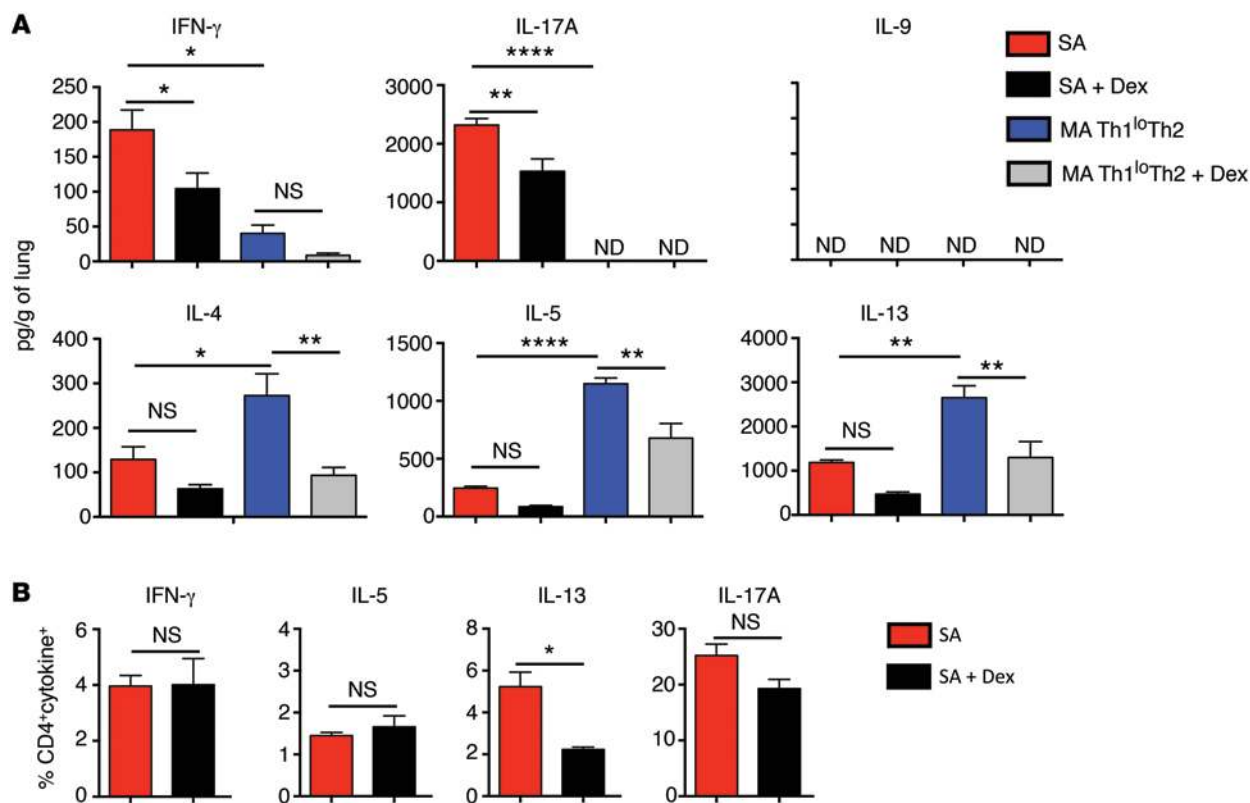 A
IFN-γ
IL-17A
IL-9
SA
SA + Dex
MA Th1loTh2
MA Th1loTh2 + Dex
pg/g of lung
250
200
150
100
50
0
*
*
NS
3000
2000
1000
0
****
**
ND ND
ND ND ND ND
IL-4
IL-5
IL-13
400
300
200
100
0
NS
*
**
1500
1000
500
0
NS
****
**
4000
3000
2000
1000
0
NS
**
**
B
IFN-γ
IL-5
IL-13
IL-17A
SA
SA + Dex
% CD4+cytokine+
6
4
2
0
NS
4
3
2
1
0
NS
8
6
4
2
0
*
30
20
10
0
NS